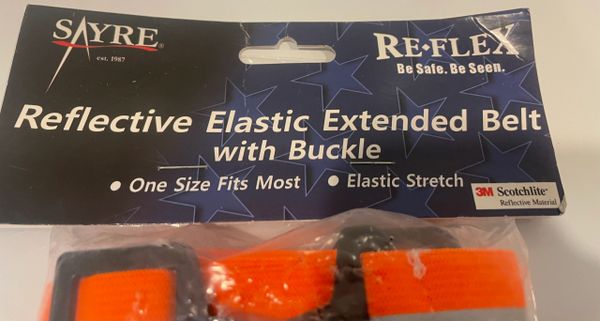 SAYRE®
est. 1987
RE-FLEX
Be Safe. Be Seen.
Reflective Elastic Extended Belt
with Buckle
• One Size Fits Most • Elastic Stretch
3M Scotchlite™
Reflective Material